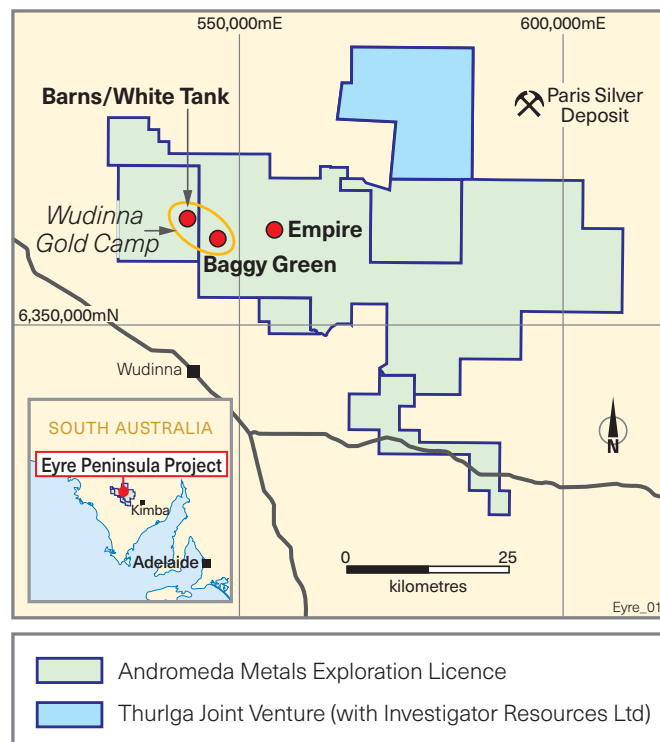 550,000mE
600,000mE
Barns/White Tank
Paris Silver
Deposit
Wudinna
Gold Camp
Empire
Baggy Green
6,350,000mN
Wudinna
SOUTH AUSTRALIA
Eyre Peninsula Project
Kimba
Adelaide
N
0
25
kilometres
Eyre_01
Andromeda Metals Exploration Licence
Thurlga Joint Venture (with Investigator Resources Ltd)